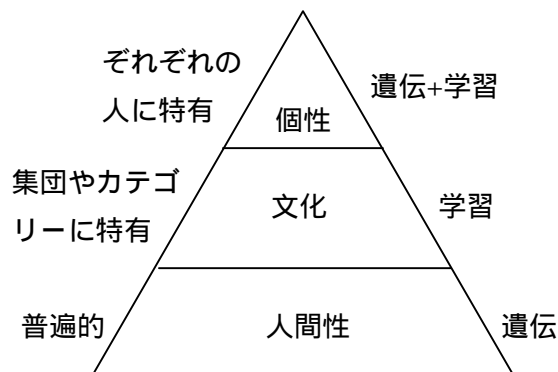 ぞれぞれの
人に特有
個性
遺伝+学習
集団やカテゴ
リーに特有
文化
学習
普遍的
人間性
遺伝